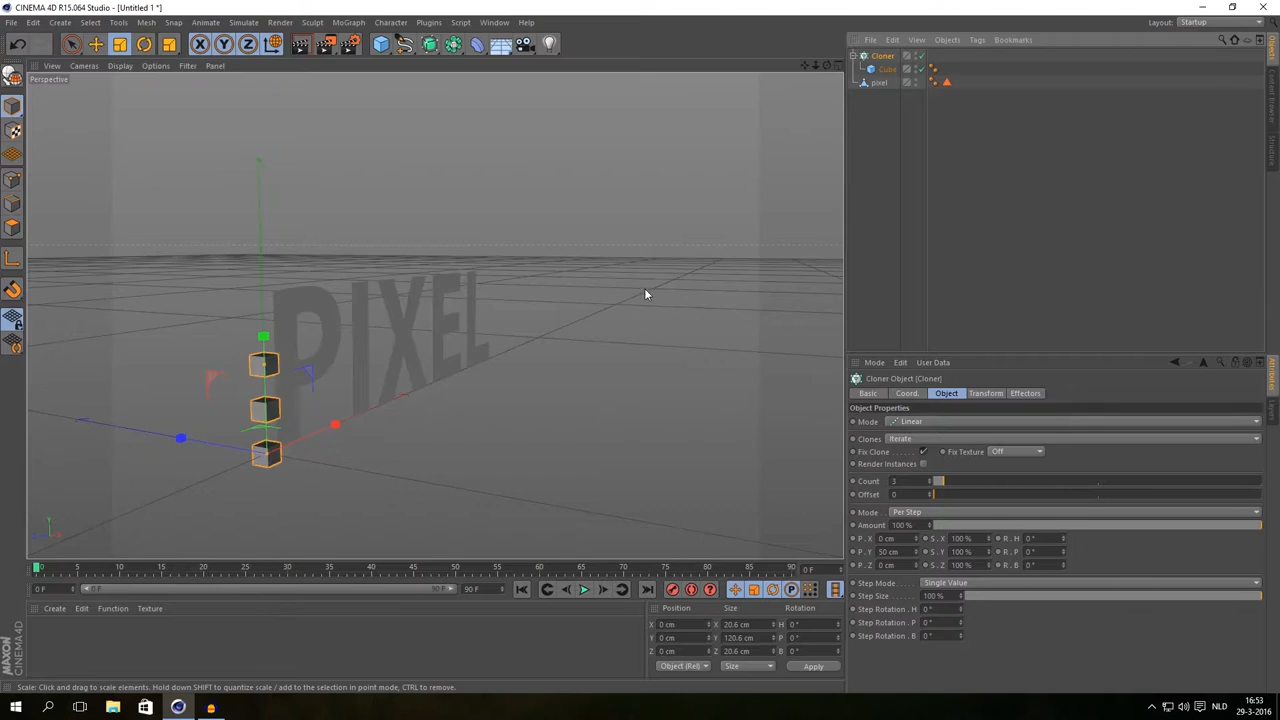 CINEMA 4D R15.064 Studio - [Untitled 1 *]
File Edit Create Select Tools Mesh Snap Animate Simulate Render Sculpt MoGraph Character Plugins Script Window Help
Layout: Startup
View Cameras Display Options Filter Panel
Perspective
File Edit View Objects Tags Bookmarks
Cloner
Cube
pixel
Objects
Content Browser
Structure
PIXEL
Mode Edit User Data
Cloner Object [Cloner]
Basic Coord. Object Transform Effectors
Object Properties
Mode Linear
Clones Iterate
Fix Clone Fix Texture Off
Render Instances
Count 3
Offset 0
Mode Per Step
Amount 100 %
P . X 0 cm S . X 100 % R . H 0 °
P . Y 50 cm S . Y 100 % R . P 0 °
P . Z 0 cm S . Z 100 % R . B 0 °
Step Mode Single Value
Step Size 100 %
Step Rotation . H 0 °
Step Rotation . P 0 °
Step Rotation . B 0 °
Attributes
Layers
0 5 10 15 20 25 30 35 40 45 50 55 60 65 70 75 80 85 90 0 F
0 F 0 F 90 F 90 F
Create Edit Function Texture
Position Size Rotation
X 0 cm X 20.6 cm H 0 °
Y 0 cm Y 120.6 cm P 0 °
Z 0 cm Z 20.6 cm B 0 °
Object (Rel) Size Apply
MAXON CINEMA 4D
Scale: Click and drag to scale elements. Hold down SHIFT to quantize scale / add to the selection in point mode, CTRL to remove.
NLD
16:53
29-3-2016